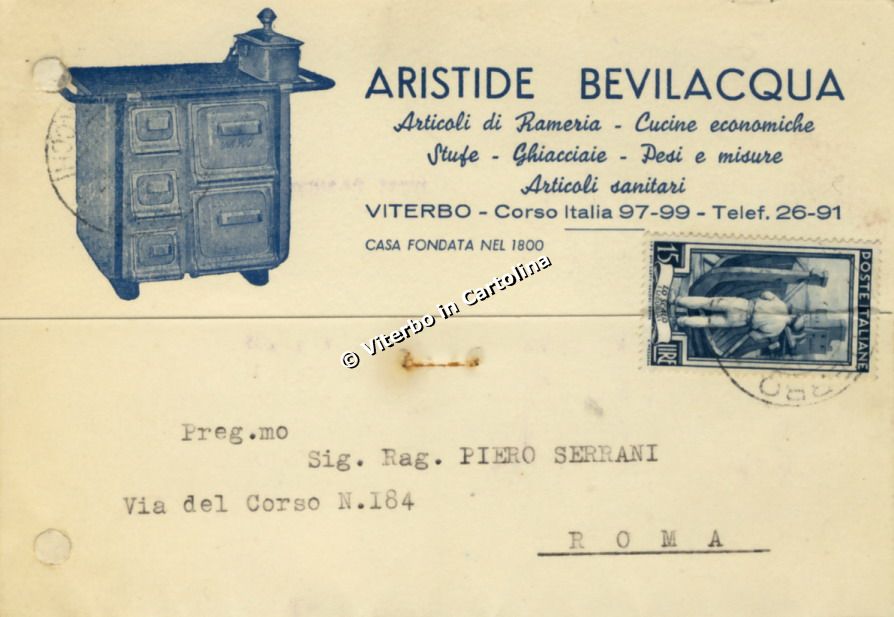 ARISTIDE BEVILACQUA
Articoli di Rameria - Cucine economiche
Stufe - Ghiacciaie - Pesi e misure
Articoli sanitari
VITERBO - Corso Italia 97-99 - Telef. 26-91
CASA FONDATA NEL 1800
15
LIRE
POSTE ITALIANE
© Viterbo in Cartolina
Preg.mo
Sig. Rag. PIERO SERRANI
Via del Corso N.184
R O M A